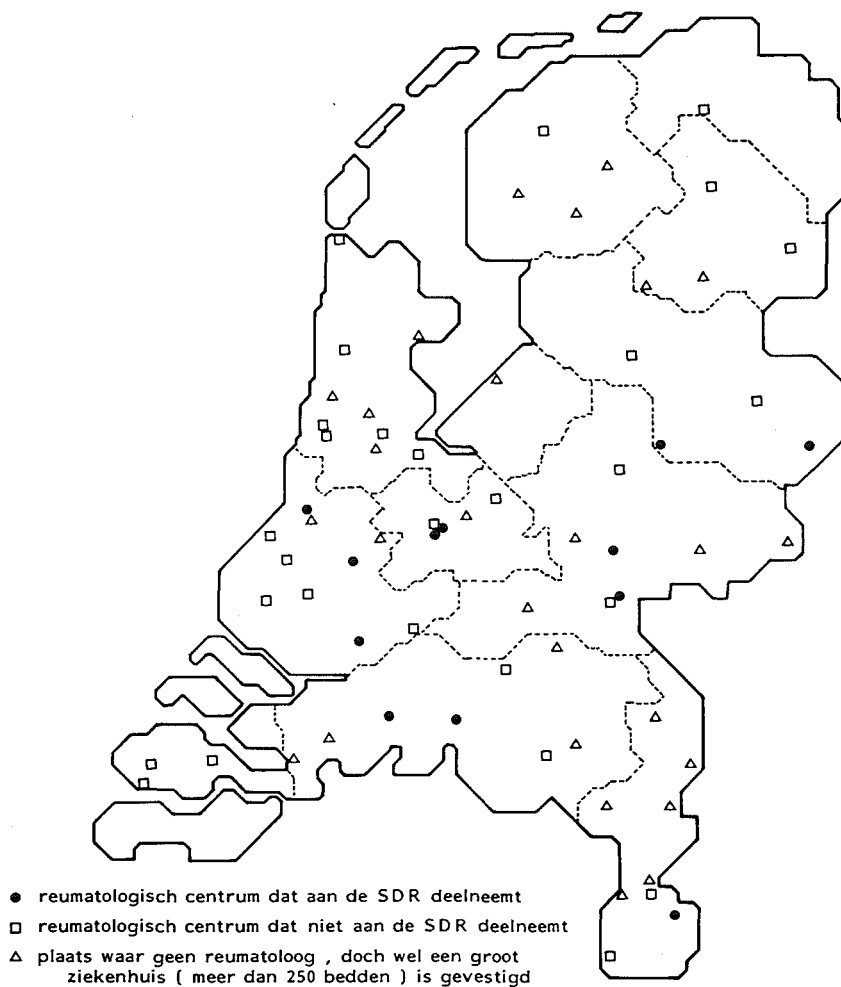 reumatologisch centrum dat aan de SDR deelneemt
reumatologisch centrum dat niet aan de SDR deelneemt
plaats waar geen reumatoloog , doch wel een groot
ziekenhuis ( meer dan 250 bedden ) is gevestigd